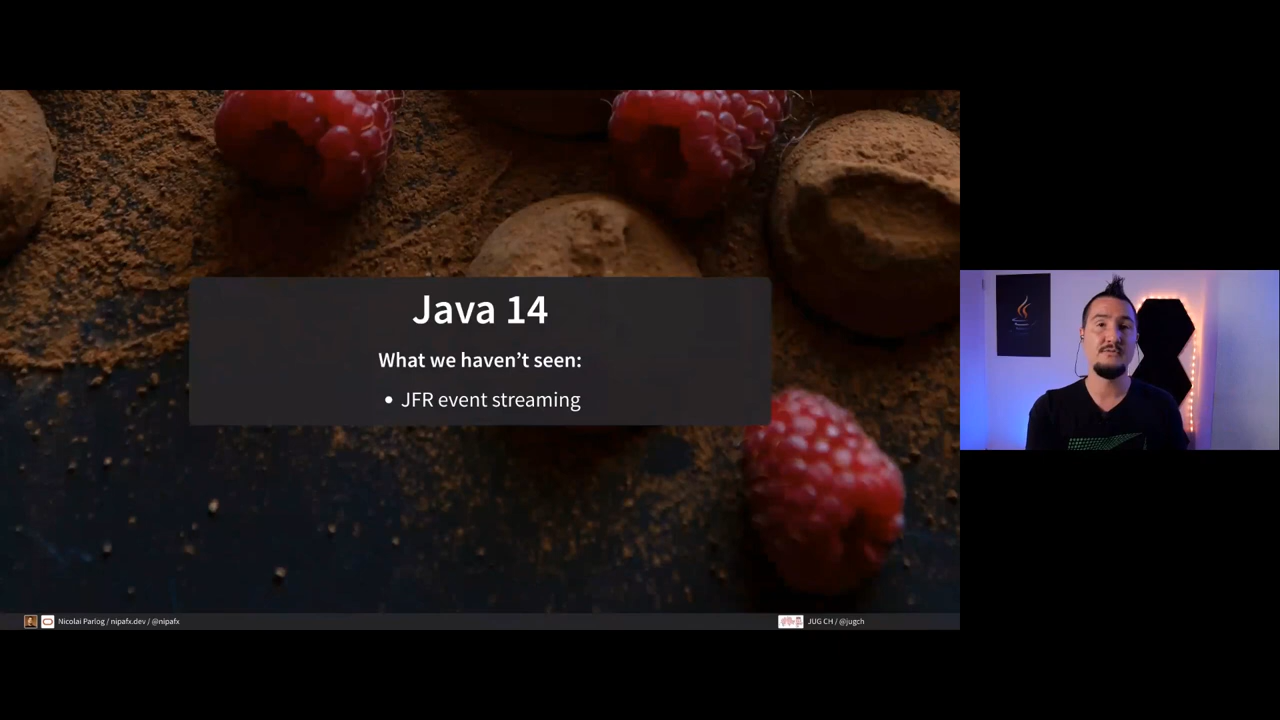 Java 14
What we haven’t seen:
• JFR event streaming
Nicolai Parlog / nipafx.dev / @nipafx
JUG CH / @jugch